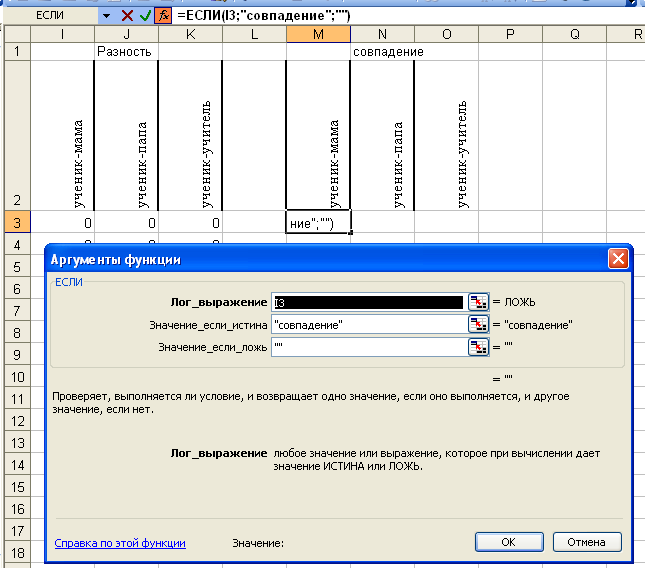 ЕСЛИ =ЕСЛИ(I3;"совпадение";"")
I J K L M N O P Q R
1 Разность совпадение
2 ученик-мама ученик-папа ученик-учитель ученик-мама ученик-папа ученик-учитель
3 0 0 0 ние";"")
4
Аргументы функции
5
ЕСЛИ
6 Лог_выражение I3 = ЛОЖЬ
7 Значение_если_истина "совпадение" = "совпадение"
8 Значение_если_ложь "" = ""
9
10 = ""
11 Проверяет, выполняется ли условие, и возвращает одно значение, если оно выполняется, и другое
12 значение, если нет.
13 Лог_выражение любое значение или выражение, которое при вычислении дает
14 значение ИСТИНА или ЛОЖЬ.
15
16
17 Справка по этой функции Значение: ОК Отмена
18